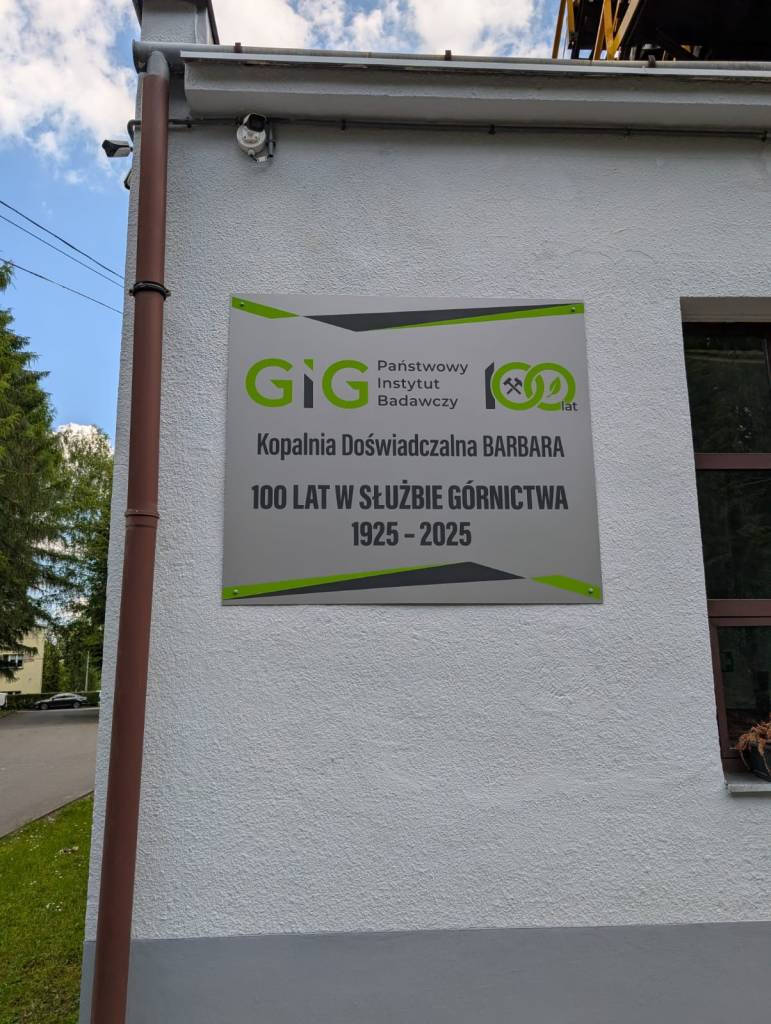 GiG Państwowy
Instytut
Badawczy
100 lat
Kopalnia Doświadczalna BARBARA
100 LAT W SŁUŻBIE GÓRNICTWA
1925 - 2025